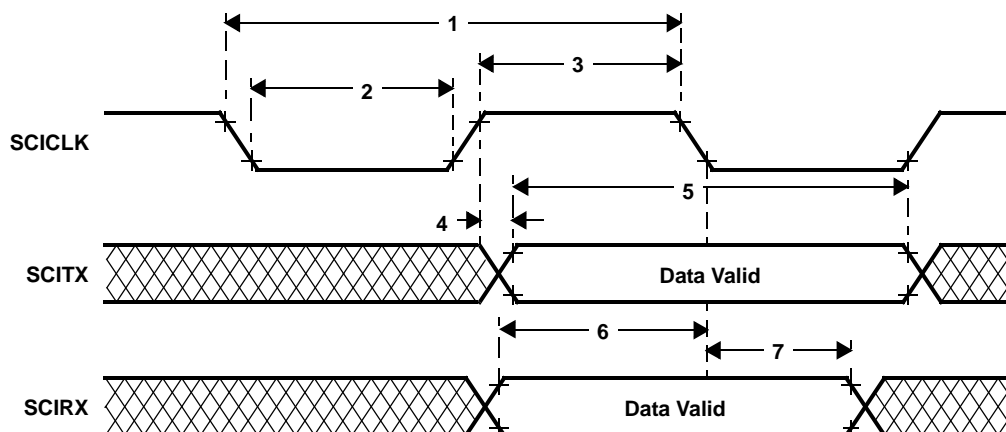 1
3
2
SCICLK
5
4
SCITX
Data Valid
6
7
SCIRX
Data Valid